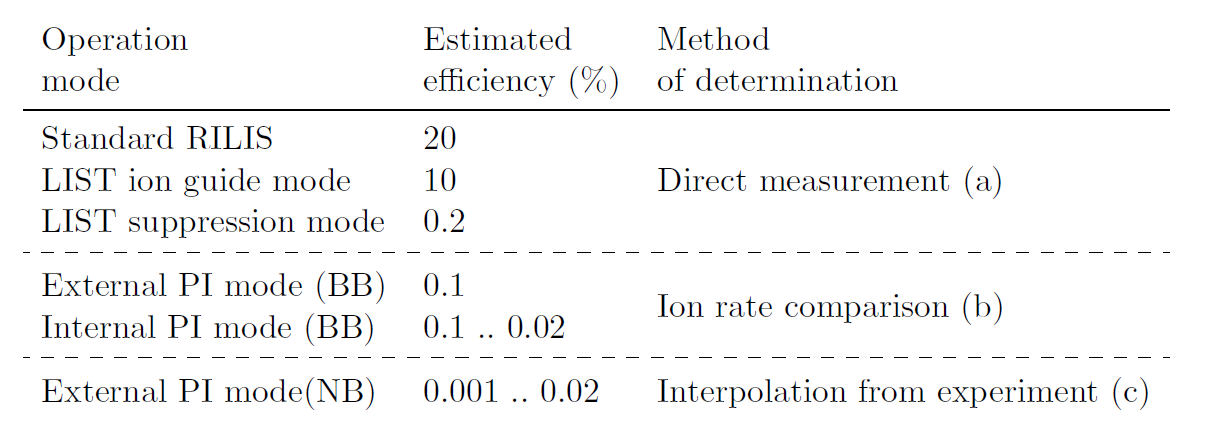 Operation mode Estimated efficiency (%) Method of determination
Standard RILIS 20
LIST ion guide mode 10 Direct measurement (a)
LIST suppression mode 0.2
External PI mode (BB) 0.1
Internal PI mode (BB) 0.1 .. 0.02 Ion rate comparison (b)
External PI mode(NB) 0.001 .. 0.02 Interpolation from experiment (c)